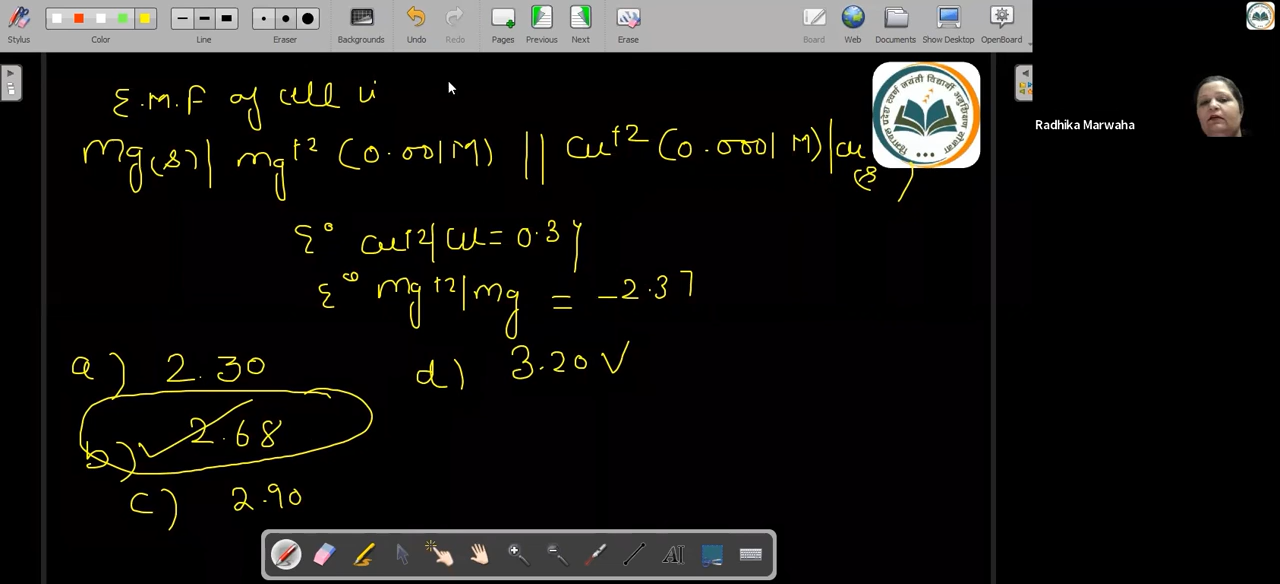 Stylus
Color
Line
Eraser
Backgrounds
Undo
Redo
Pages
Previous
Next
Erase
Board
Web
Documents
Show Desktop
OpenBoard
E.M.F of cell is
Mg(s)| Mg+2 (0.001M) || Cu+2 (0.0001M)|Cu(s)
E° Cu+2|Cu = 0.34
E° Mg+2|Mg = -2.37
a) 2.30
d) 3.20 V
b) 2.68
c) 2.90
Radhika Marwaha